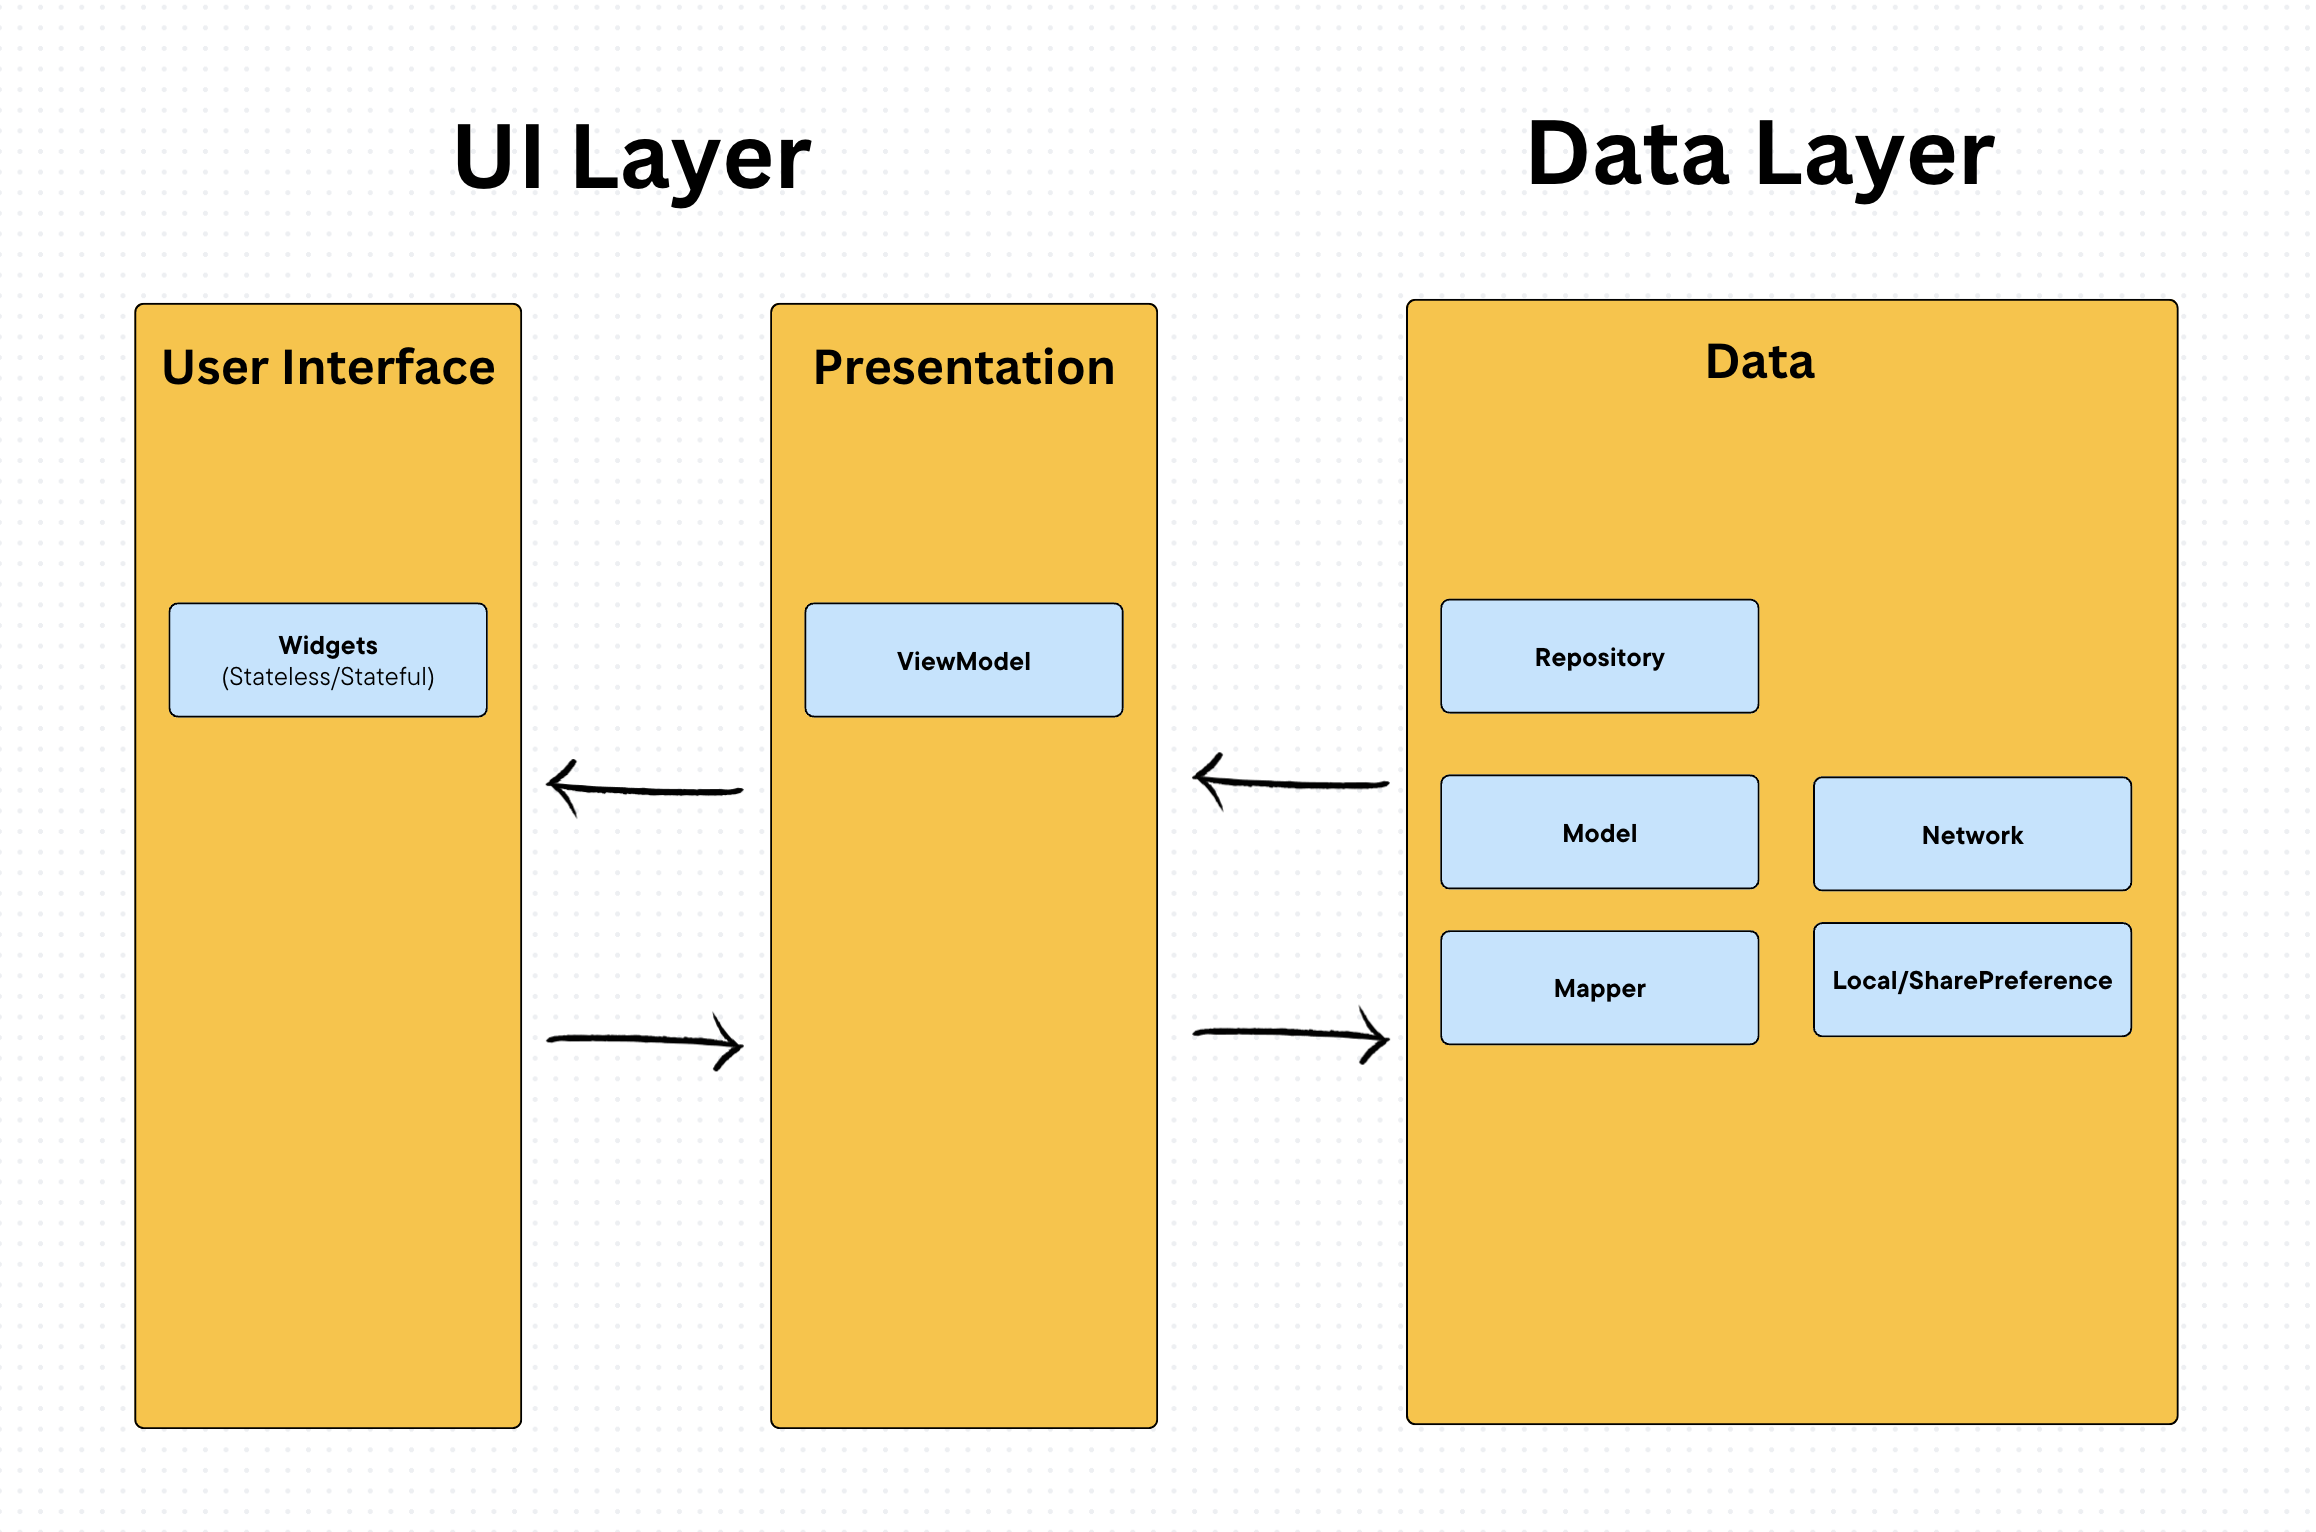 UI Layer
Data Layer
User Interface
Presentation
Data
Widgets
(Stateless/Stateful)
ViewModel
Repository
Model
Network
Mapper
Local/SharePreference